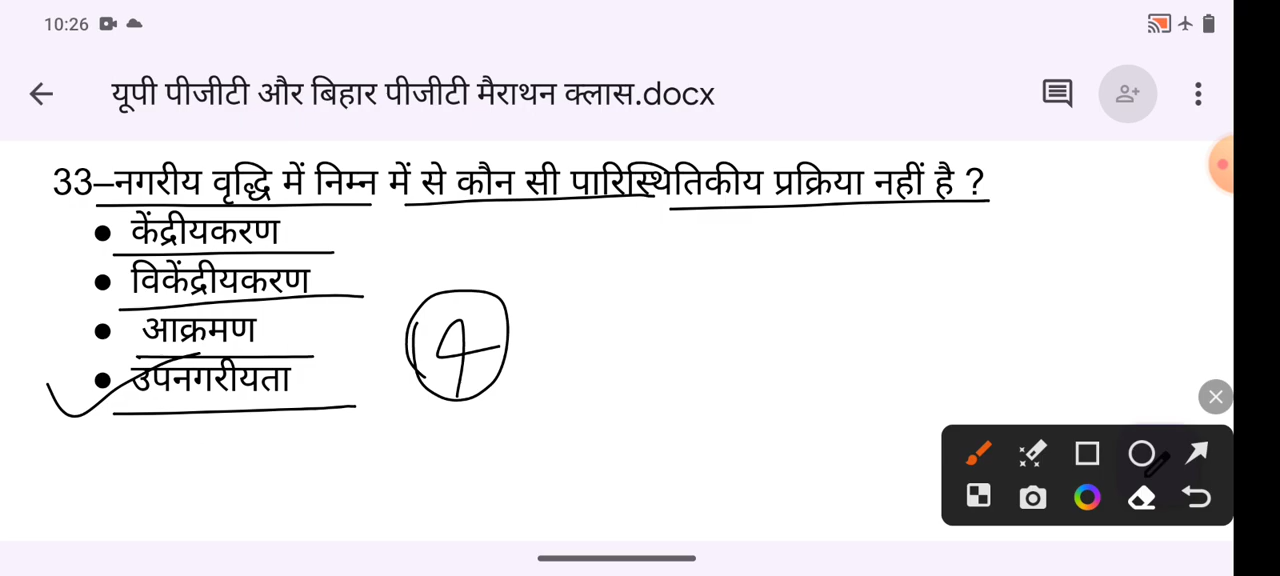 10:26
यूपी पीजीटी और बिहार पीजीटी मैराथन क्लास.docx
33–नगरीय वृद्धि में निम्न में से कौन सी पारिस्थितिकीय प्रक्रिया नहीं है ?
● केंद्रीयकरण
● विकेंद्रीयकरण
● आक्रमण
● उपनगरीयता
4